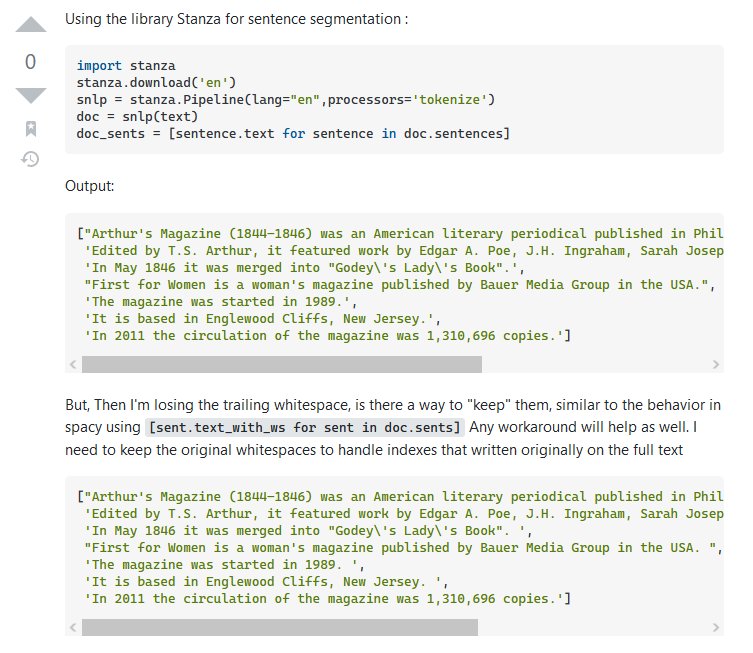 Using the library Stanza for sentence segmentation :
0
import stanza
stanza.download('en')
snlp = stanza.Pipeline(lang="en",processors='tokenize')
doc = snlp(text)
doc_sents = [sentence.text for sentence in doc.sentences]
Output:
["Arthur's Magazine (1844–1846) was an American literary periodical published in Phil
'Edited by T.S. Arthur, it featured work by Edgar A. Poe, J.H. Ingraham, Sarah Josep
'In May 1846 it was merged into "Godey\'s Lady\'s Book".',
"First for Women is a woman's magazine published by Bauer Media Group in the USA.",
'The magazine was started in 1989.',
'It is based in Englewood Cliffs, New Jersey.',
'In 2011 the circulation of the magazine was 1,310,696 copies.']
But, Then I'm losing the trailing whitespace, is there a way to "keep" them, similar to the behavior in
spacy using [sent.text_with_ws for sent in doc.sents] Any workaround will help as well. I
need to keep the original whitespaces to handle indexes that written originally on the full text
["Arthur's Magazine (1844–1846) was an American literary periodical published in Phil
'Edited by T.S. Arthur, it featured work by Edgar A. Poe, J.H. Ingraham, Sarah Josep
'In May 1846 it was merged into "Godey\'s Lady\'s Book". ',
"First for Women is a woman's magazine published by Bauer Media Group in the USA. ",
'The magazine was started in 1989. ',
'It is based in Englewood Cliffs, New Jersey. ',
'In 2011 the circulation of the magazine was 1,310,696 copies.']